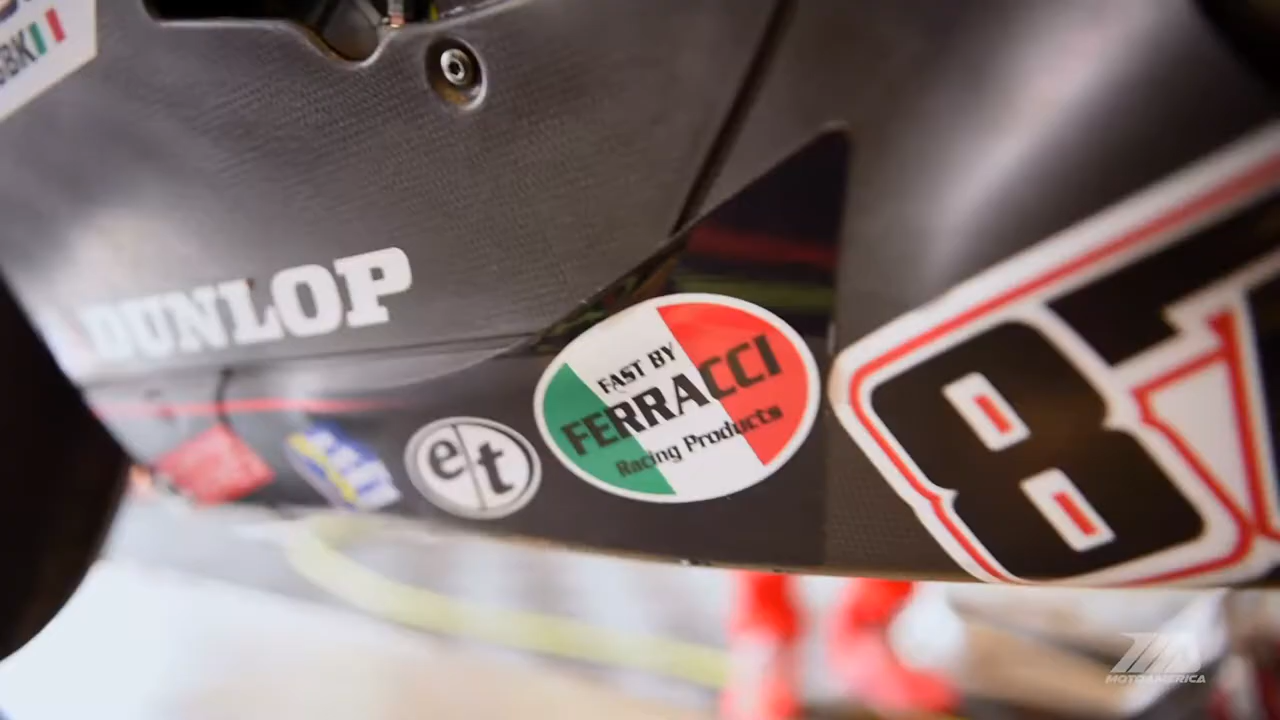 DUNLOP
et
FAST BY
FERRACCI
Racing Products
8
MOTOAMERICA